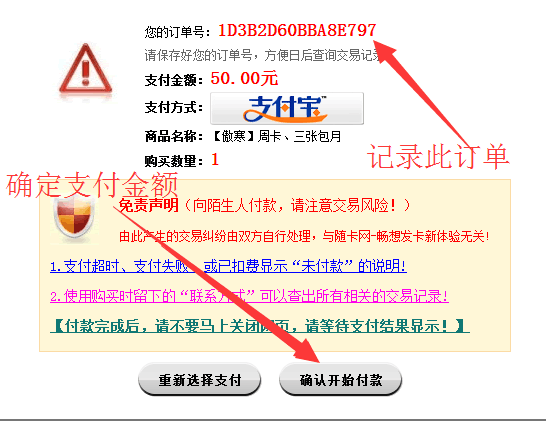 您的订单号：1D3B2D60BBA8E797
请保存好您的订单号，方便日后查询交易记录
支付金额：50.00元
支付方式：支付宝
商品名称：【傲寒】周卡、三张包月
购买数量：1
记录此订单
确定支付金额
免责声明（向陌生人付款，请注意交易风险！）
由此产生的交易纠纷由双方自行处理，与随卡网-畅想发卡新体验无关!
1.支付超时、支付失败、或已扣费显示“未付款”的说明!
2.使用购买时留下的“联系方式”可以查出所有相关的交易记录!
【付款完成后，请不要马上关闭网页，请等待支付结果显示！】
重新选择支付
确认开始付款